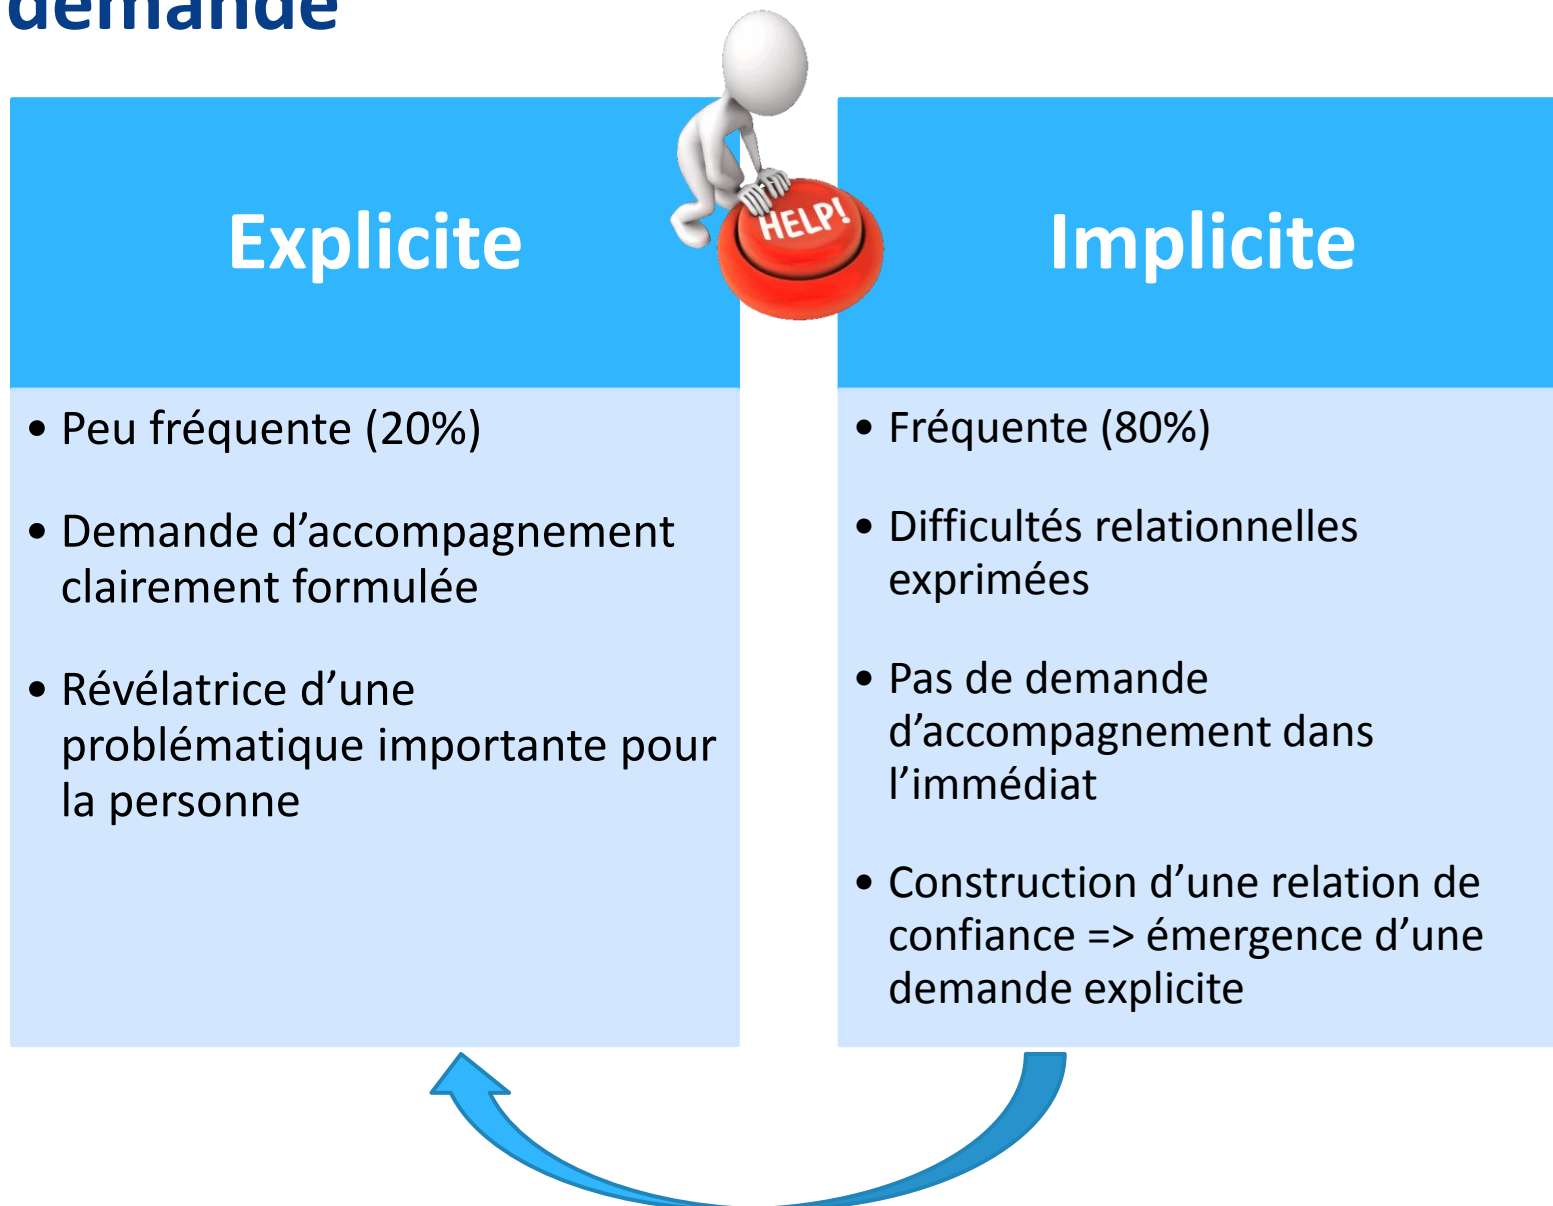 demande
Explicite
HELP!
Implicite
• Peu fréquente (20%)
• Demande d’accompagnement
clairement formulée
• Révélatrice d’une
problématique importante pour
la personne
• Fréquente (80%)
• Difficultés relationnelles
exprimées
• Pas de demande
d’accompagnement dans
l’immédiat
• Construction d’une relation de
confiance => émergence d’une
demande explicite